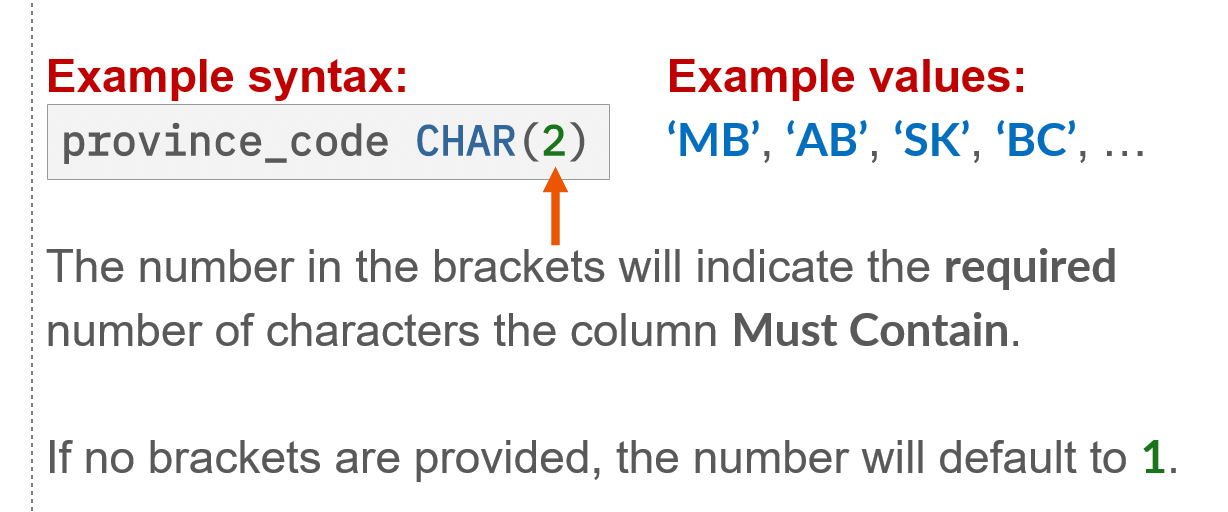 Example syntax:
Example values:
province_code CHAR(2)
‘MB’, ‘AB’, ‘SK’, ‘BC’, …
The number in the brackets will indicate the required
number of characters the column Must Contain.
If no brackets are provided, the number will default to 1.